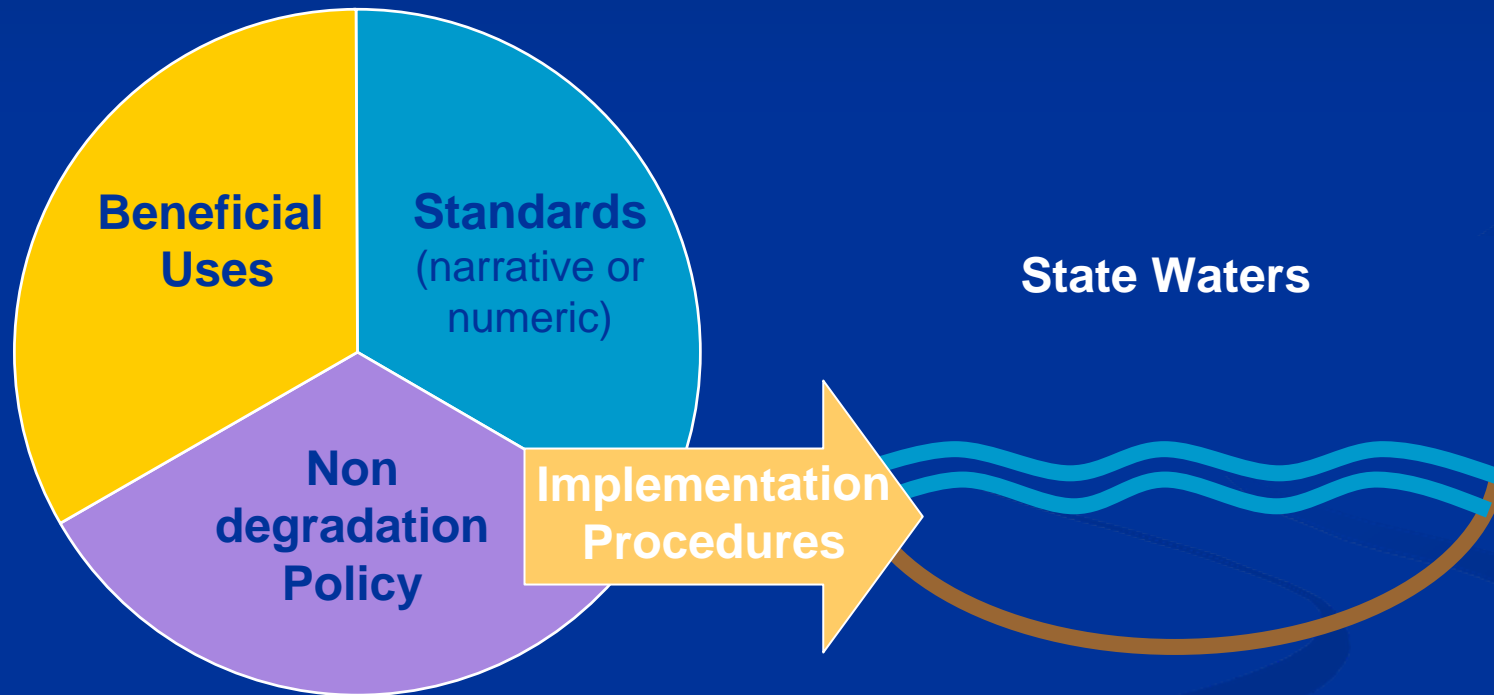 Beneficial
Uses
Standards
(narrative or
numeric)
Non
degradation
Policy
Implementation
Procedures
State Waters